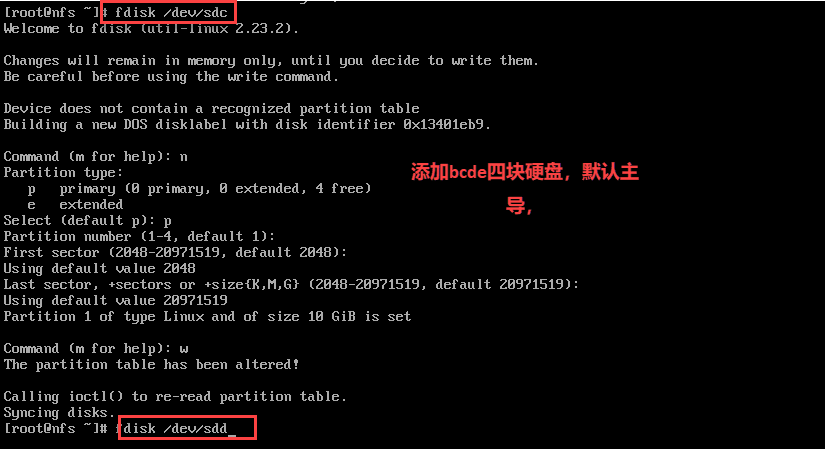 [root@nfs ~]# fdisk /dev/sdc
Welcome to fdisk (util-linux 2.23.2).
Changes will remain in memory only, until you decide to write them.
Be careful before using the write command.
Device does not contain a recognized partition table
Building a new DOS disklabel with disk identifier 0x13401eb9.
Command (m for help): n
Partition type:
   p   primary (0 primary, 0 extended, 4 free)
   e   extended
Select (default p): p
Partition number (1-4, default 1):
First sector (2048-20971519, default 2048):
Using default value 2048
Last sector, +sectors or +size{K,M,G} (2048-20971519, default 20971519):
Using default value 20971519
Partition 1 of type Linux and of size 10 GiB is set
Command (m for help): w
The partition table has been altered!
Calling ioctl() to re-read partition table.
Syncing disks.
[root@nfs ~]# fdisk /dev/sdd_
添加bcde四块硬盘，默认主
导，